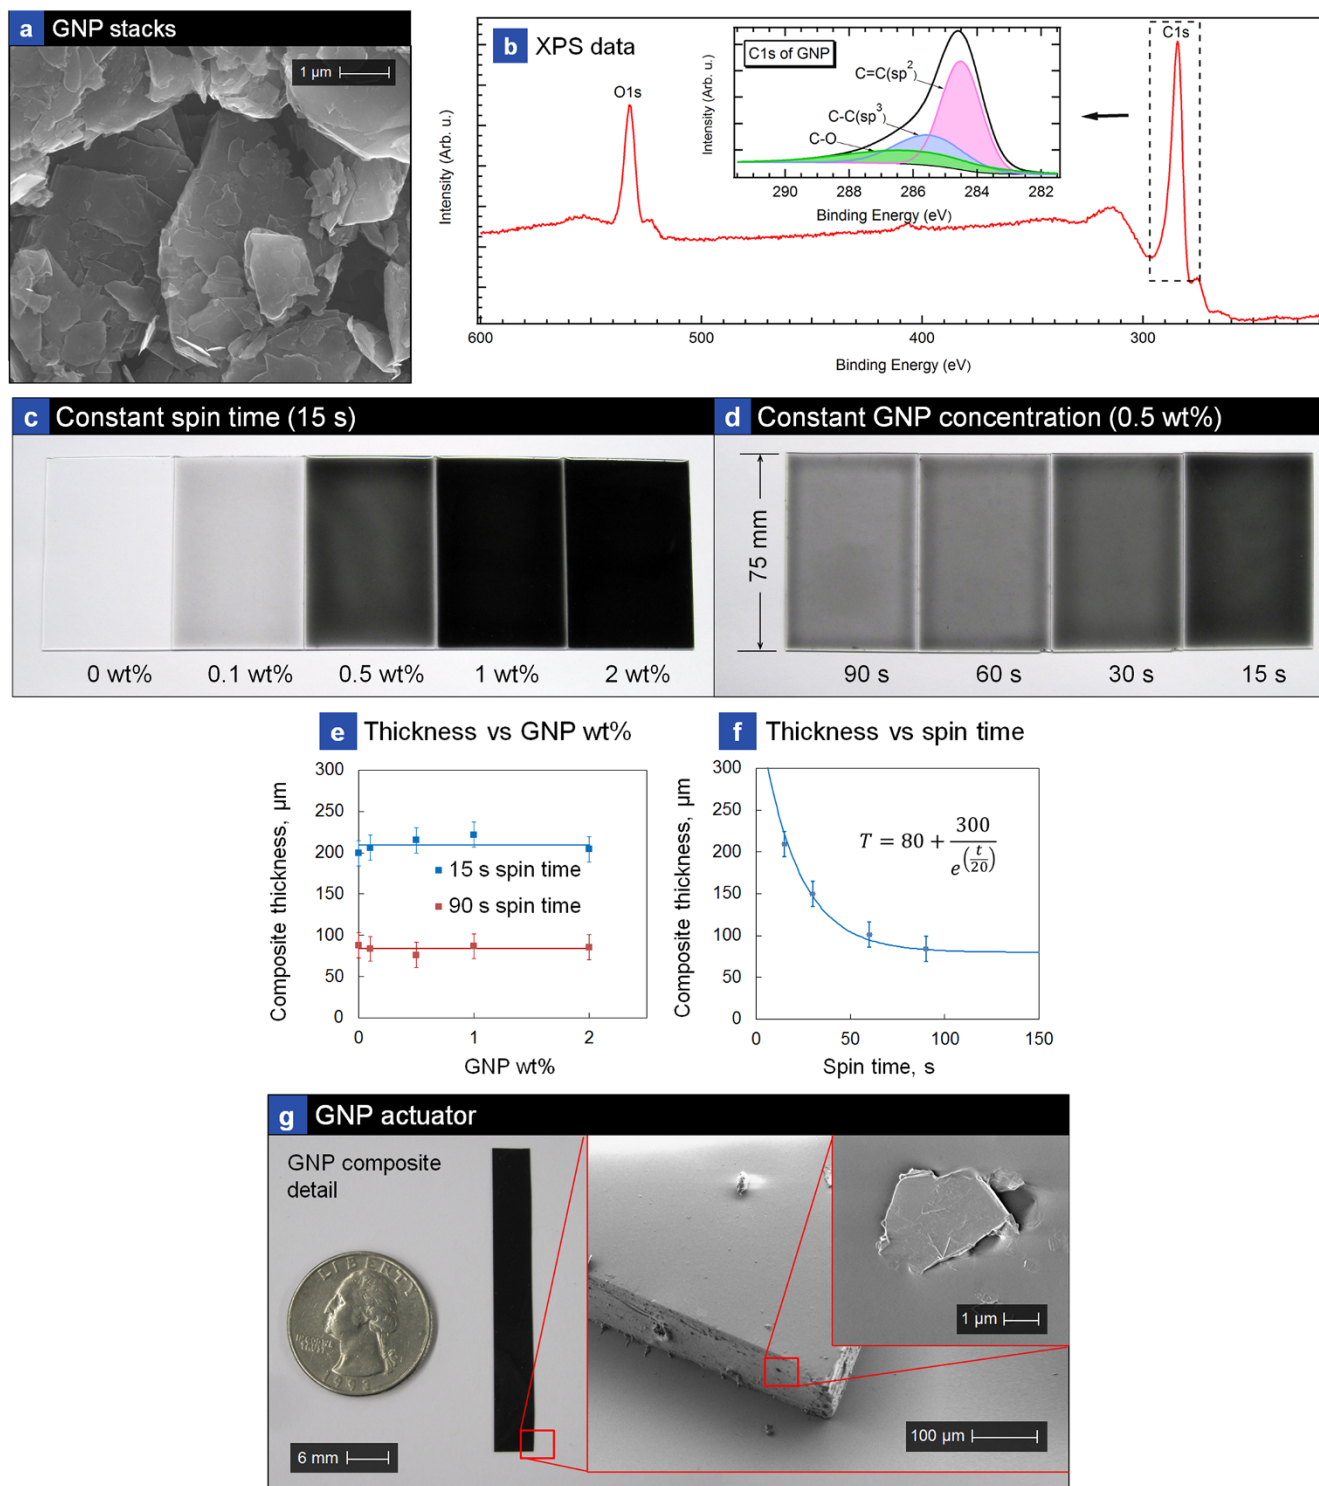 a GNP stacks
1 µm
b XPS data
Intensity (Arb. u.)
O1s
C1s
C1s of GNP
Intensity (Arb. u.)
C=C(sp²)
C-C(sp³)
C-O
290 288 286 284 282
Binding Energy (eV)
600 500 400 300
Binding Energy (eV)
c Constant spin time (15 s)
0 wt% 0.1 wt% 0.5 wt% 1 wt% 2 wt%
d Constant GNP concentration (0.5 wt%)
75 mm
90 s 60 s 30 s 15 s
e Thickness vs GNP wt%
Composite thickness, µm
300
250
200
150
100
50
0
15 s spin time
90 s spin time
0 1 2
GNP wt%
f Thickness vs spin time
Composite thickness, µm
300
250
200
150
100
50
0
T = 80 + 300 / e^(t/20)
0 50 100 150
Spin time, s
g GNP actuator
GNP composite
detail
LIBERTY
6 mm
1 µm
100 µm